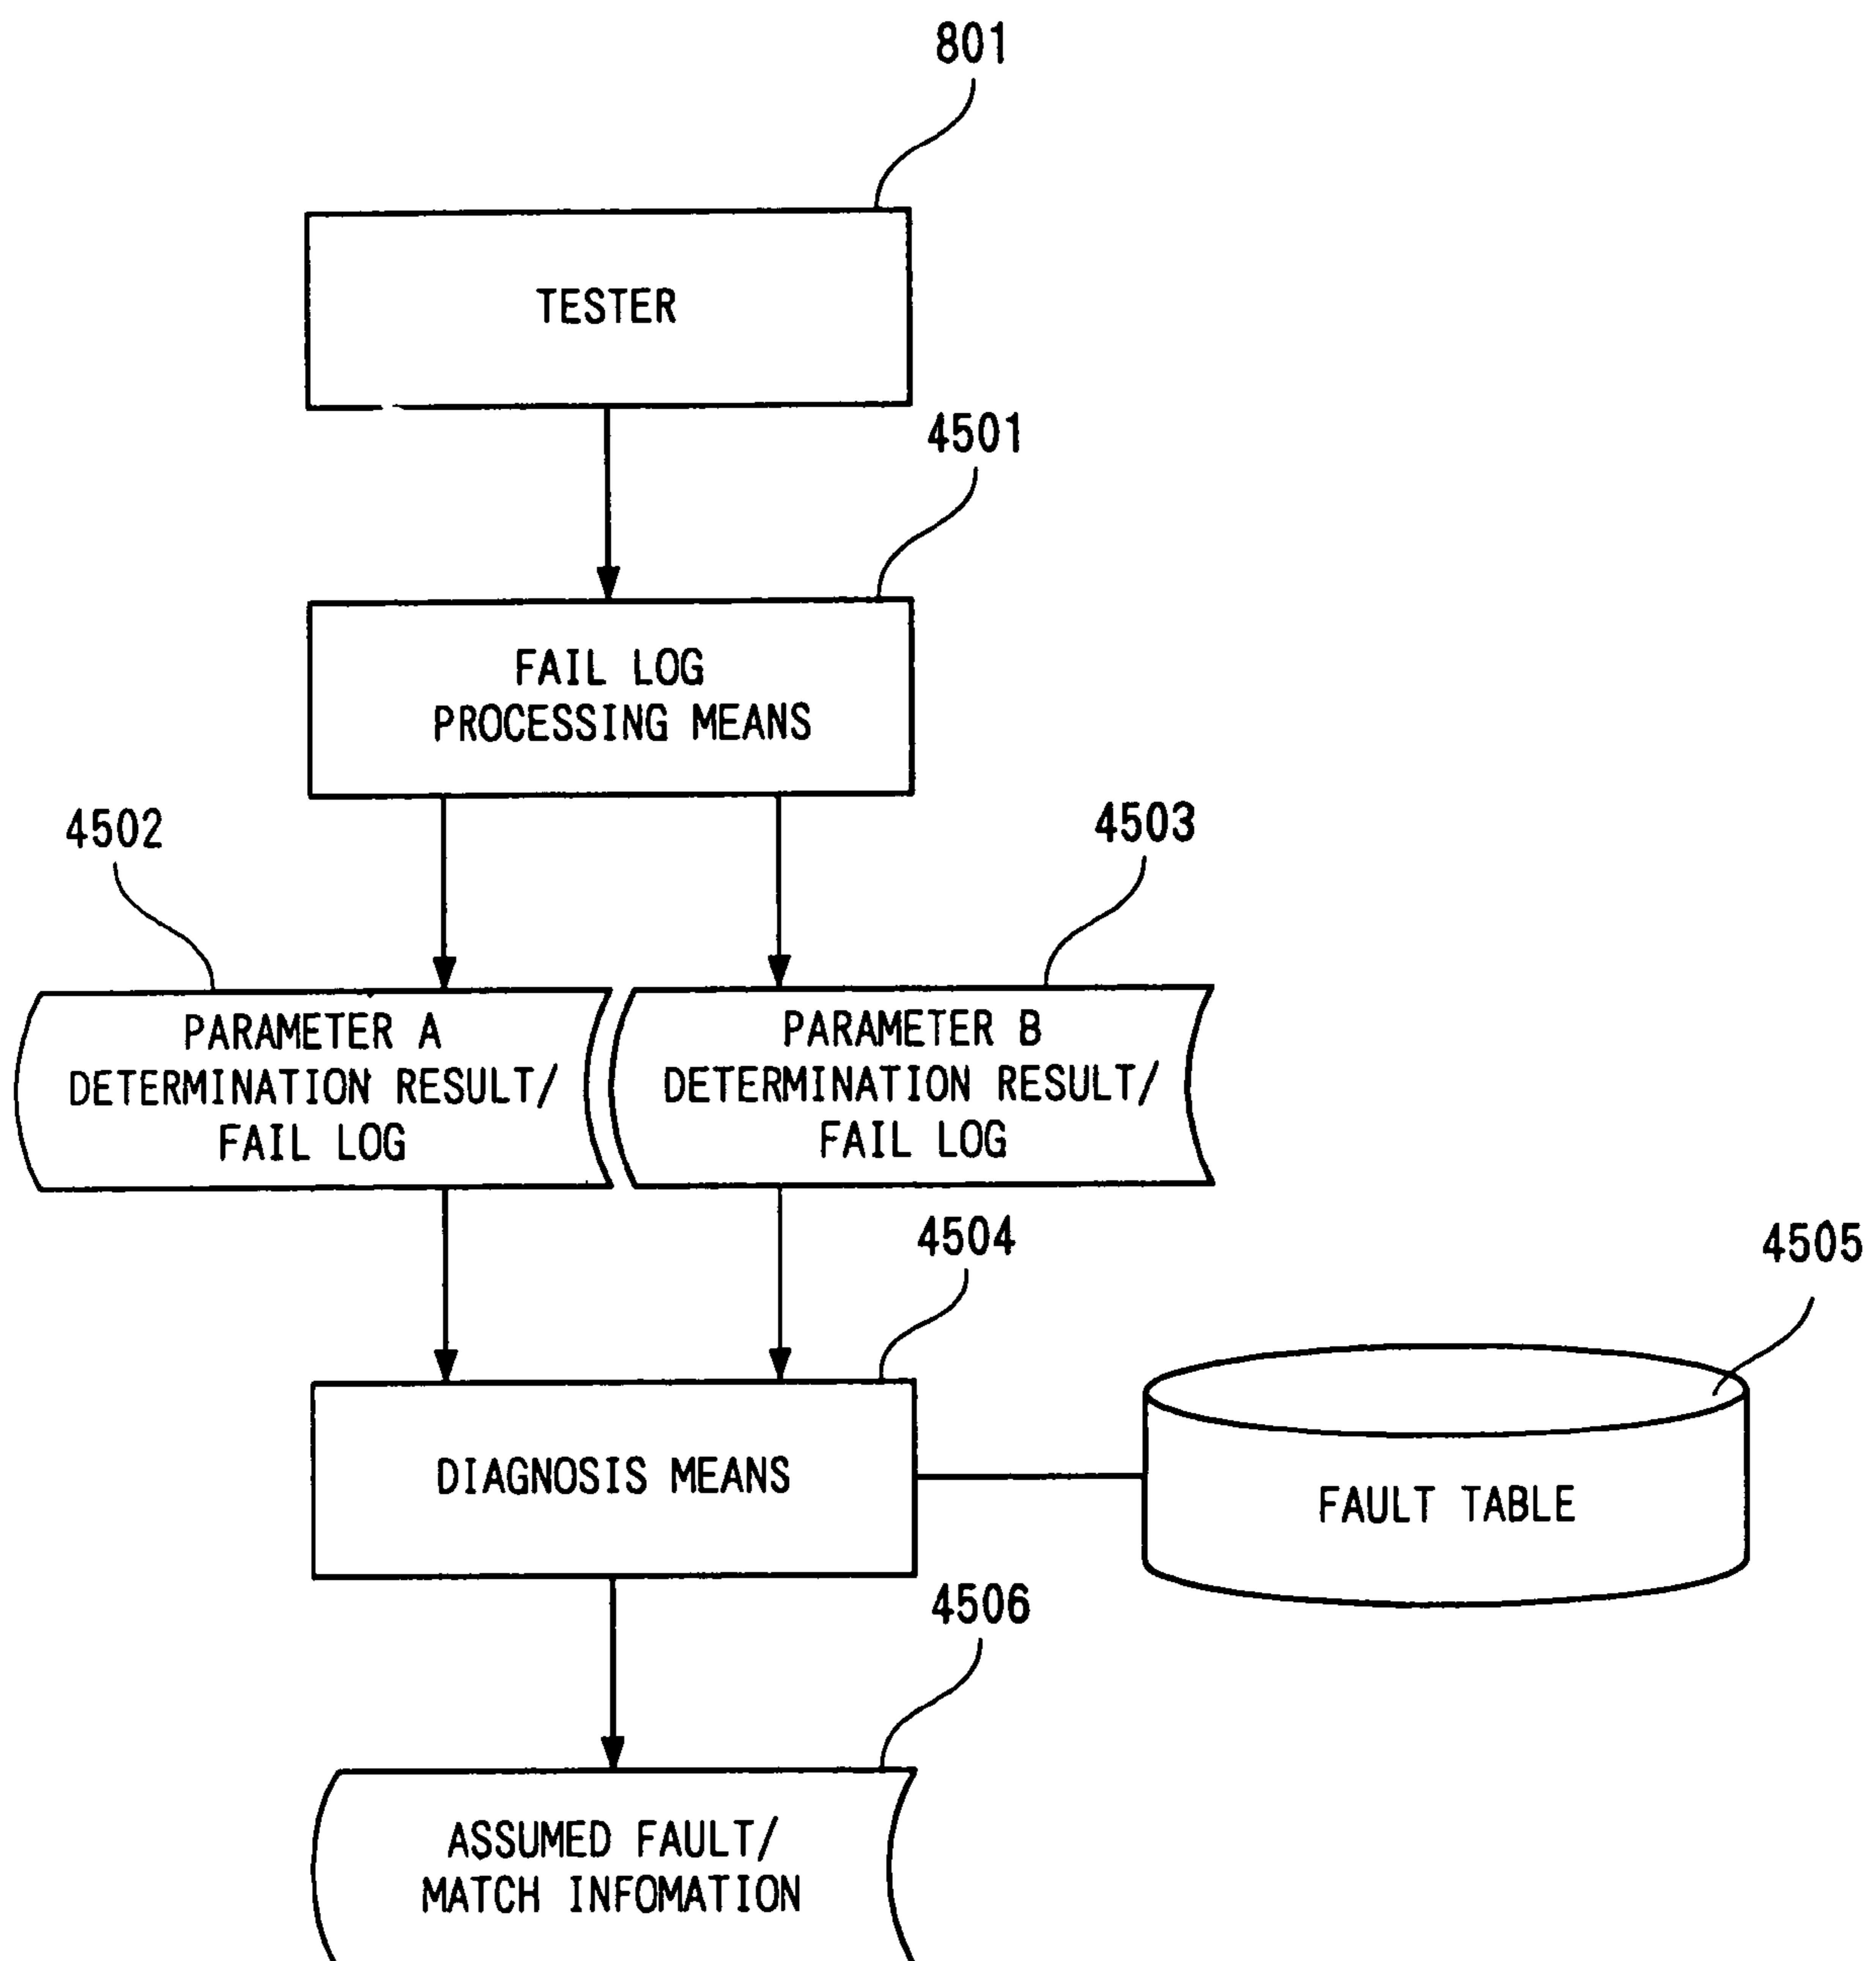 801
TESTER
4501
FAIL LOG
PROCESSING MEANS
4502
4503
PARAMETER A
DETERMINATION RESULT/
FAIL LOG
PARAMETER B
DETERMINATION RESULT/
FAIL LOG
4504
4505
DIAGNOSIS MEANS
FAULT TABLE
4506
ASSUMED FAULT/
MATCH INFOMATION